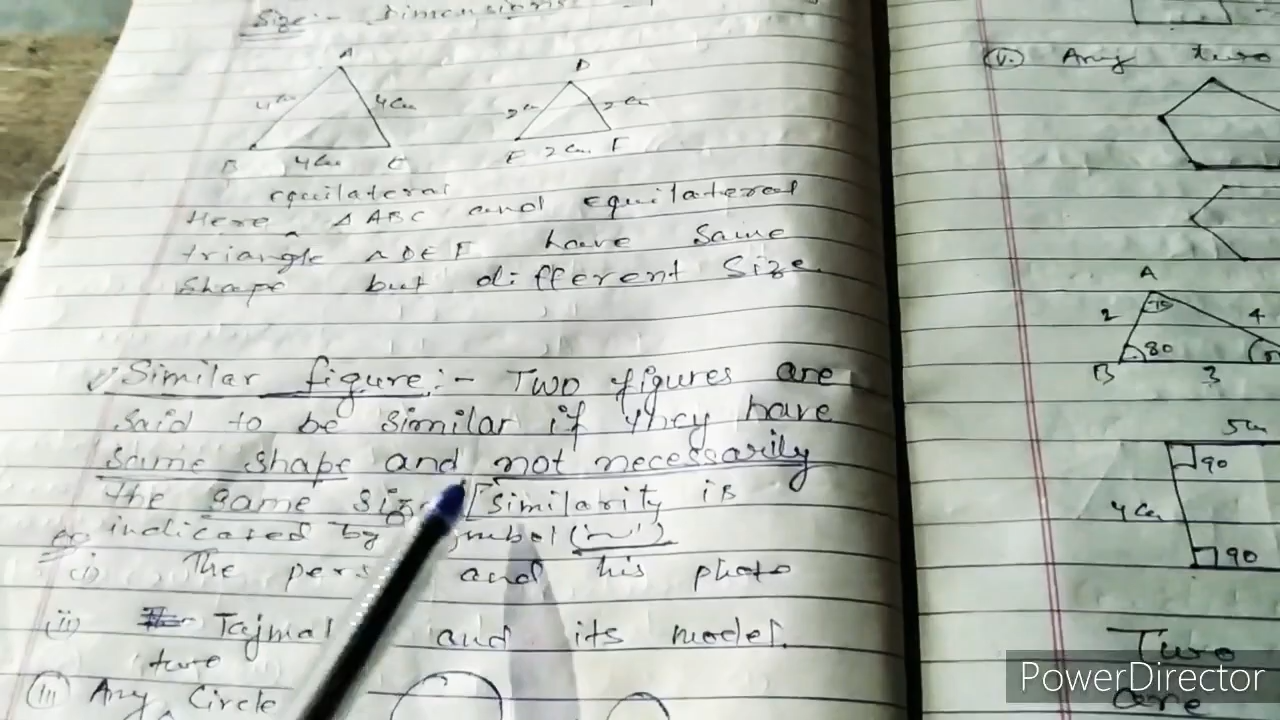 Size:- Dimensions
A
4cm 4cm
B 4cm C
D
2cm 2cm
E 2cm F
equilateral
Here ^ ΔABC and equilateral
triangle ΔDEF have same
shape but different size.
Similar figure:- Two figures are
said to be similar if they have
same shape and not necessarily
the same size [similarity is
indicated by symbol ('~')
(i) The pers and his photo
(ii) Tajmal and its model.
two
(iii) Any Circle
V. Any two
A
2 4
80
B 3
5cm
90
4cm
90
Two
are
PowerDirector